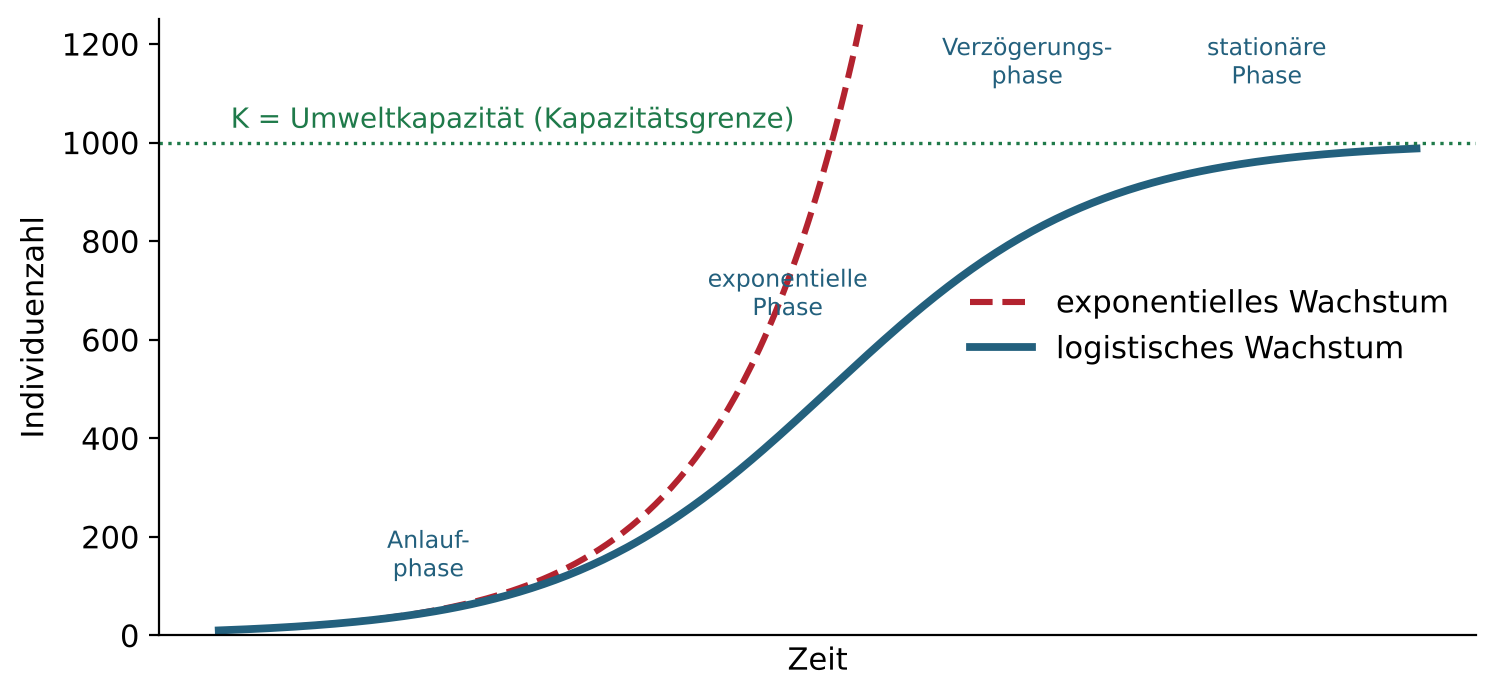 1200
1000
800
600
400
200
0
Individuenzahl
Zeit
K = Umweltkapazität (Kapazitätsgrenze)
Verzögerungs-
phase
stationäre
Phase
exponentielle
Phase
Anlauf-
phase
exponentielles Wachstum
logistisches Wachstum